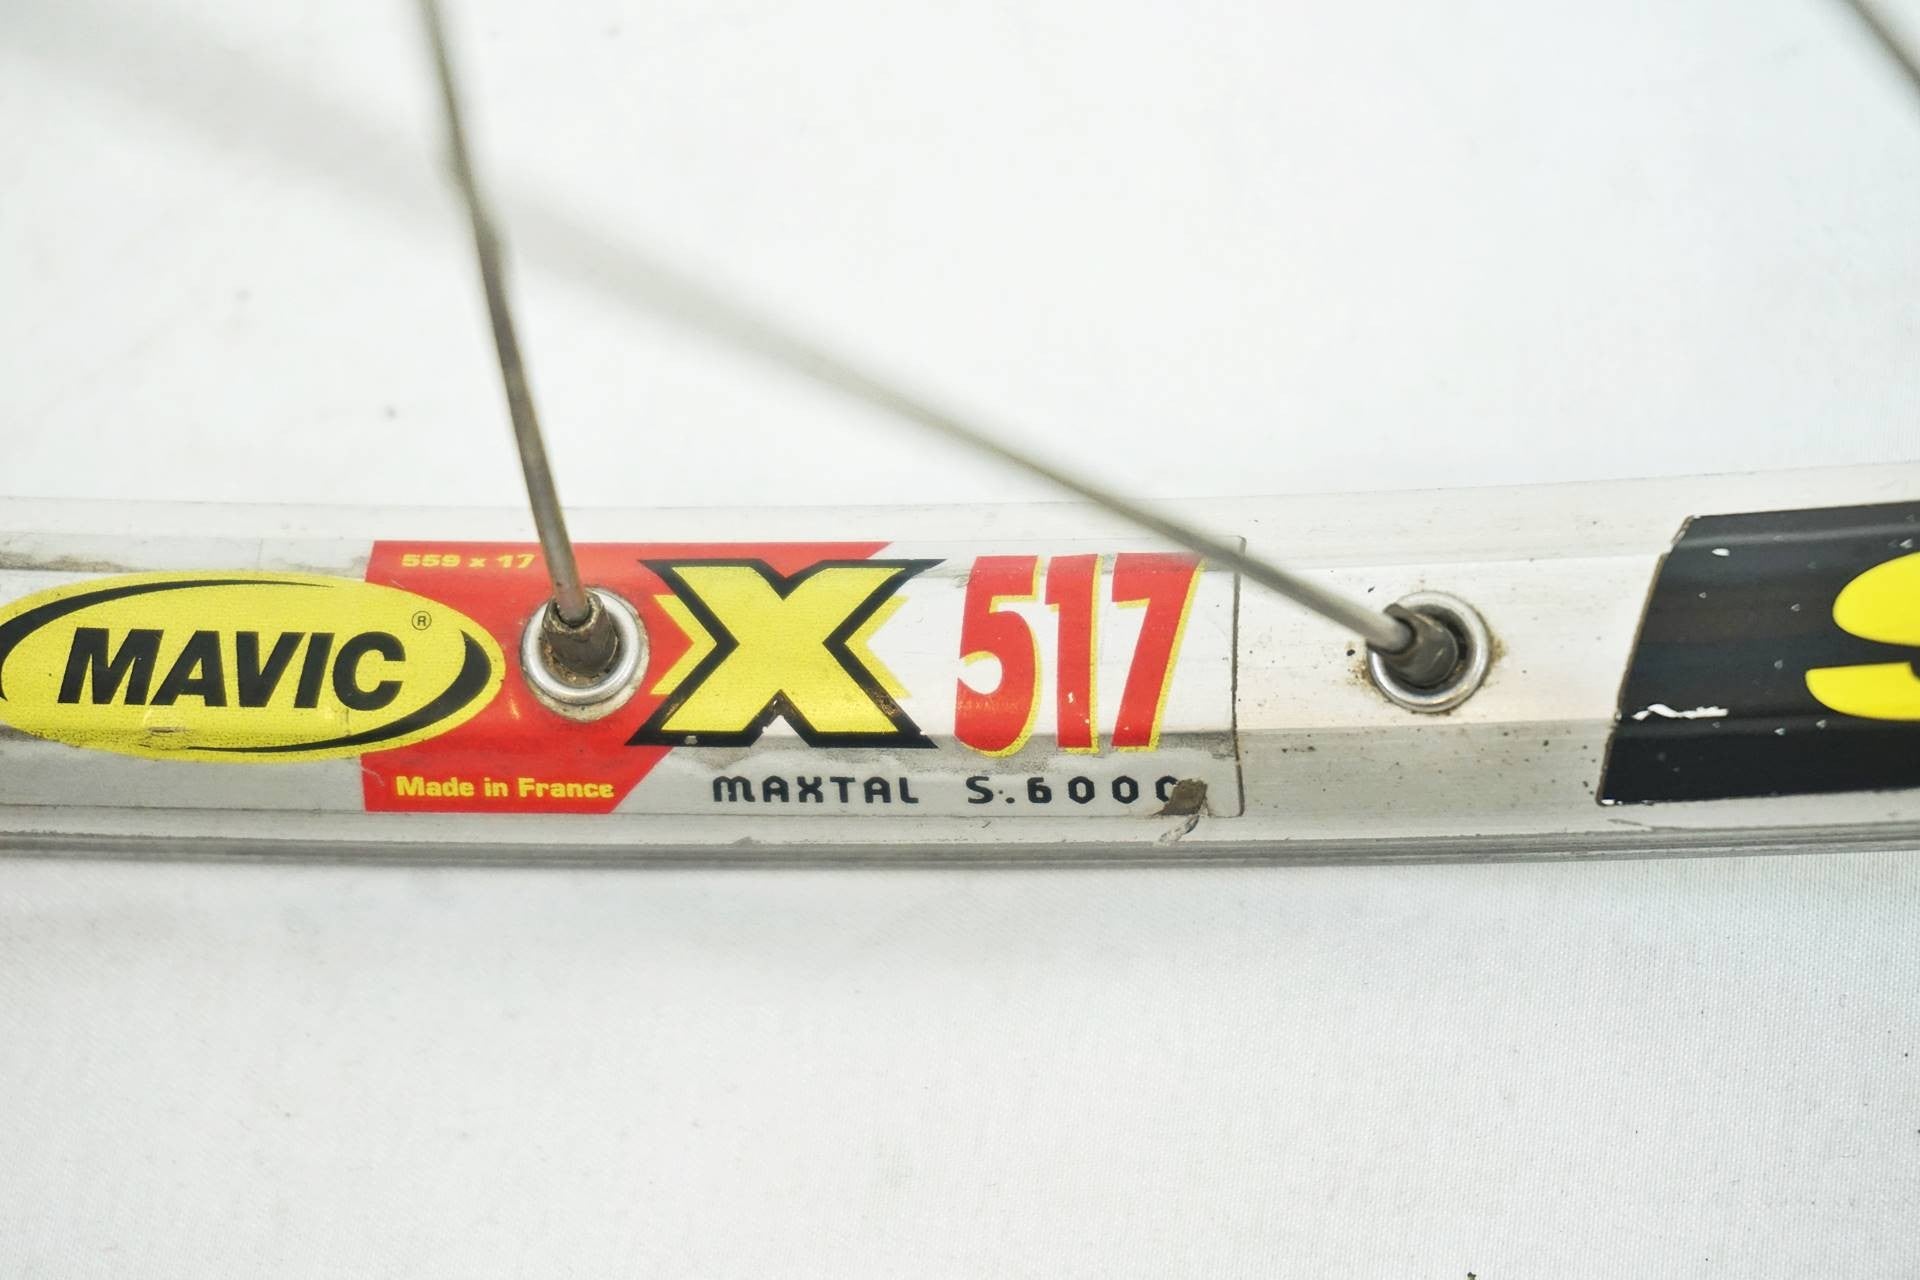 MAVIC ®
559 x 17
X 517
Made in France
MAXTAL S.6000